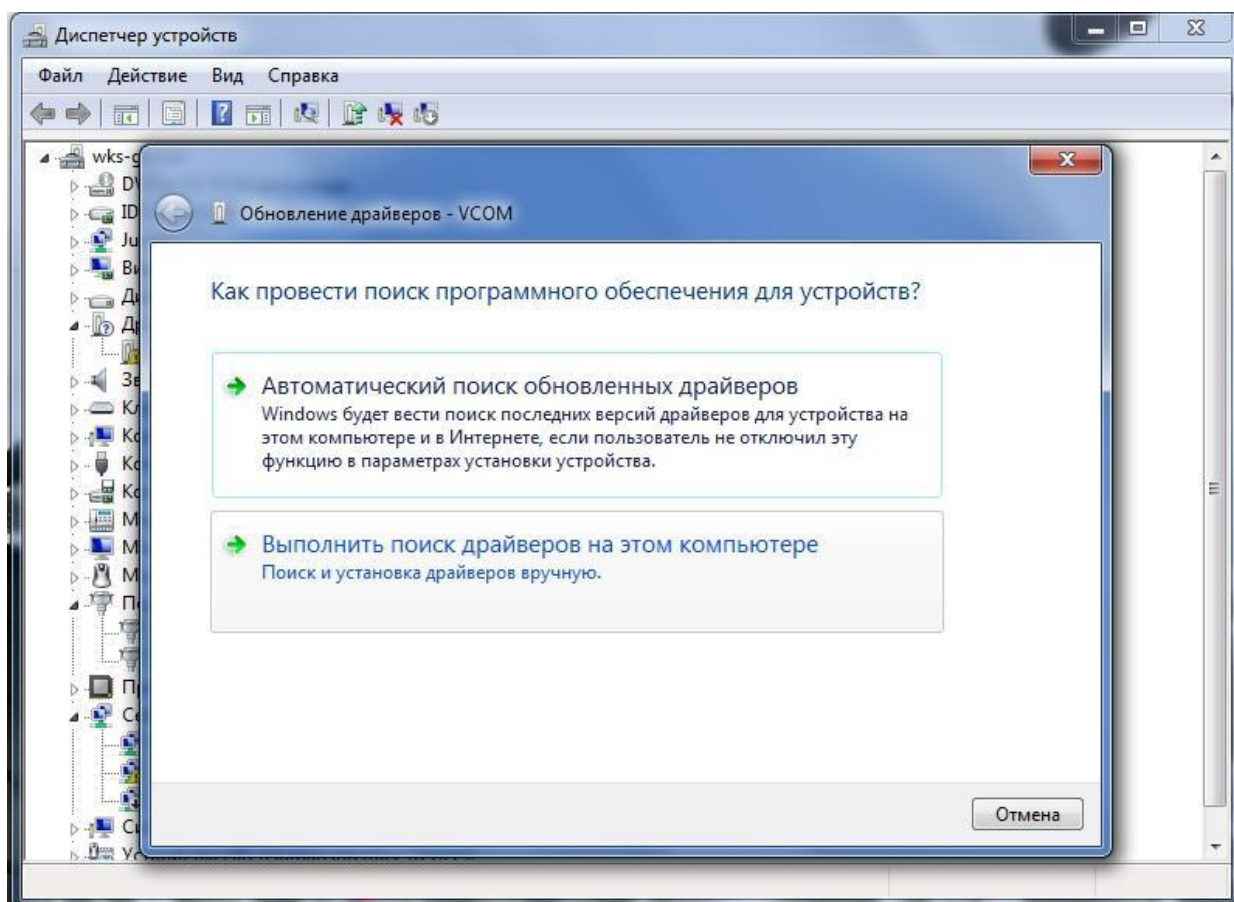 Диспетчер устройств
Файл Действие Вид Справка
wks-
Обновление драйверов - VCOM
Как провести поиск программного обеспечения для устройств?
Автоматический поиск обновленных драйверов
Windows будет вести поиск последних версий драйверов для устройства на
этом компьютере и в Интернете, если пользователь не отключил эту
функцию в параметрах установки устройства.
Выполнить поиск драйверов на этом компьютере
Поиск и установка драйверов вручную.
Отмена